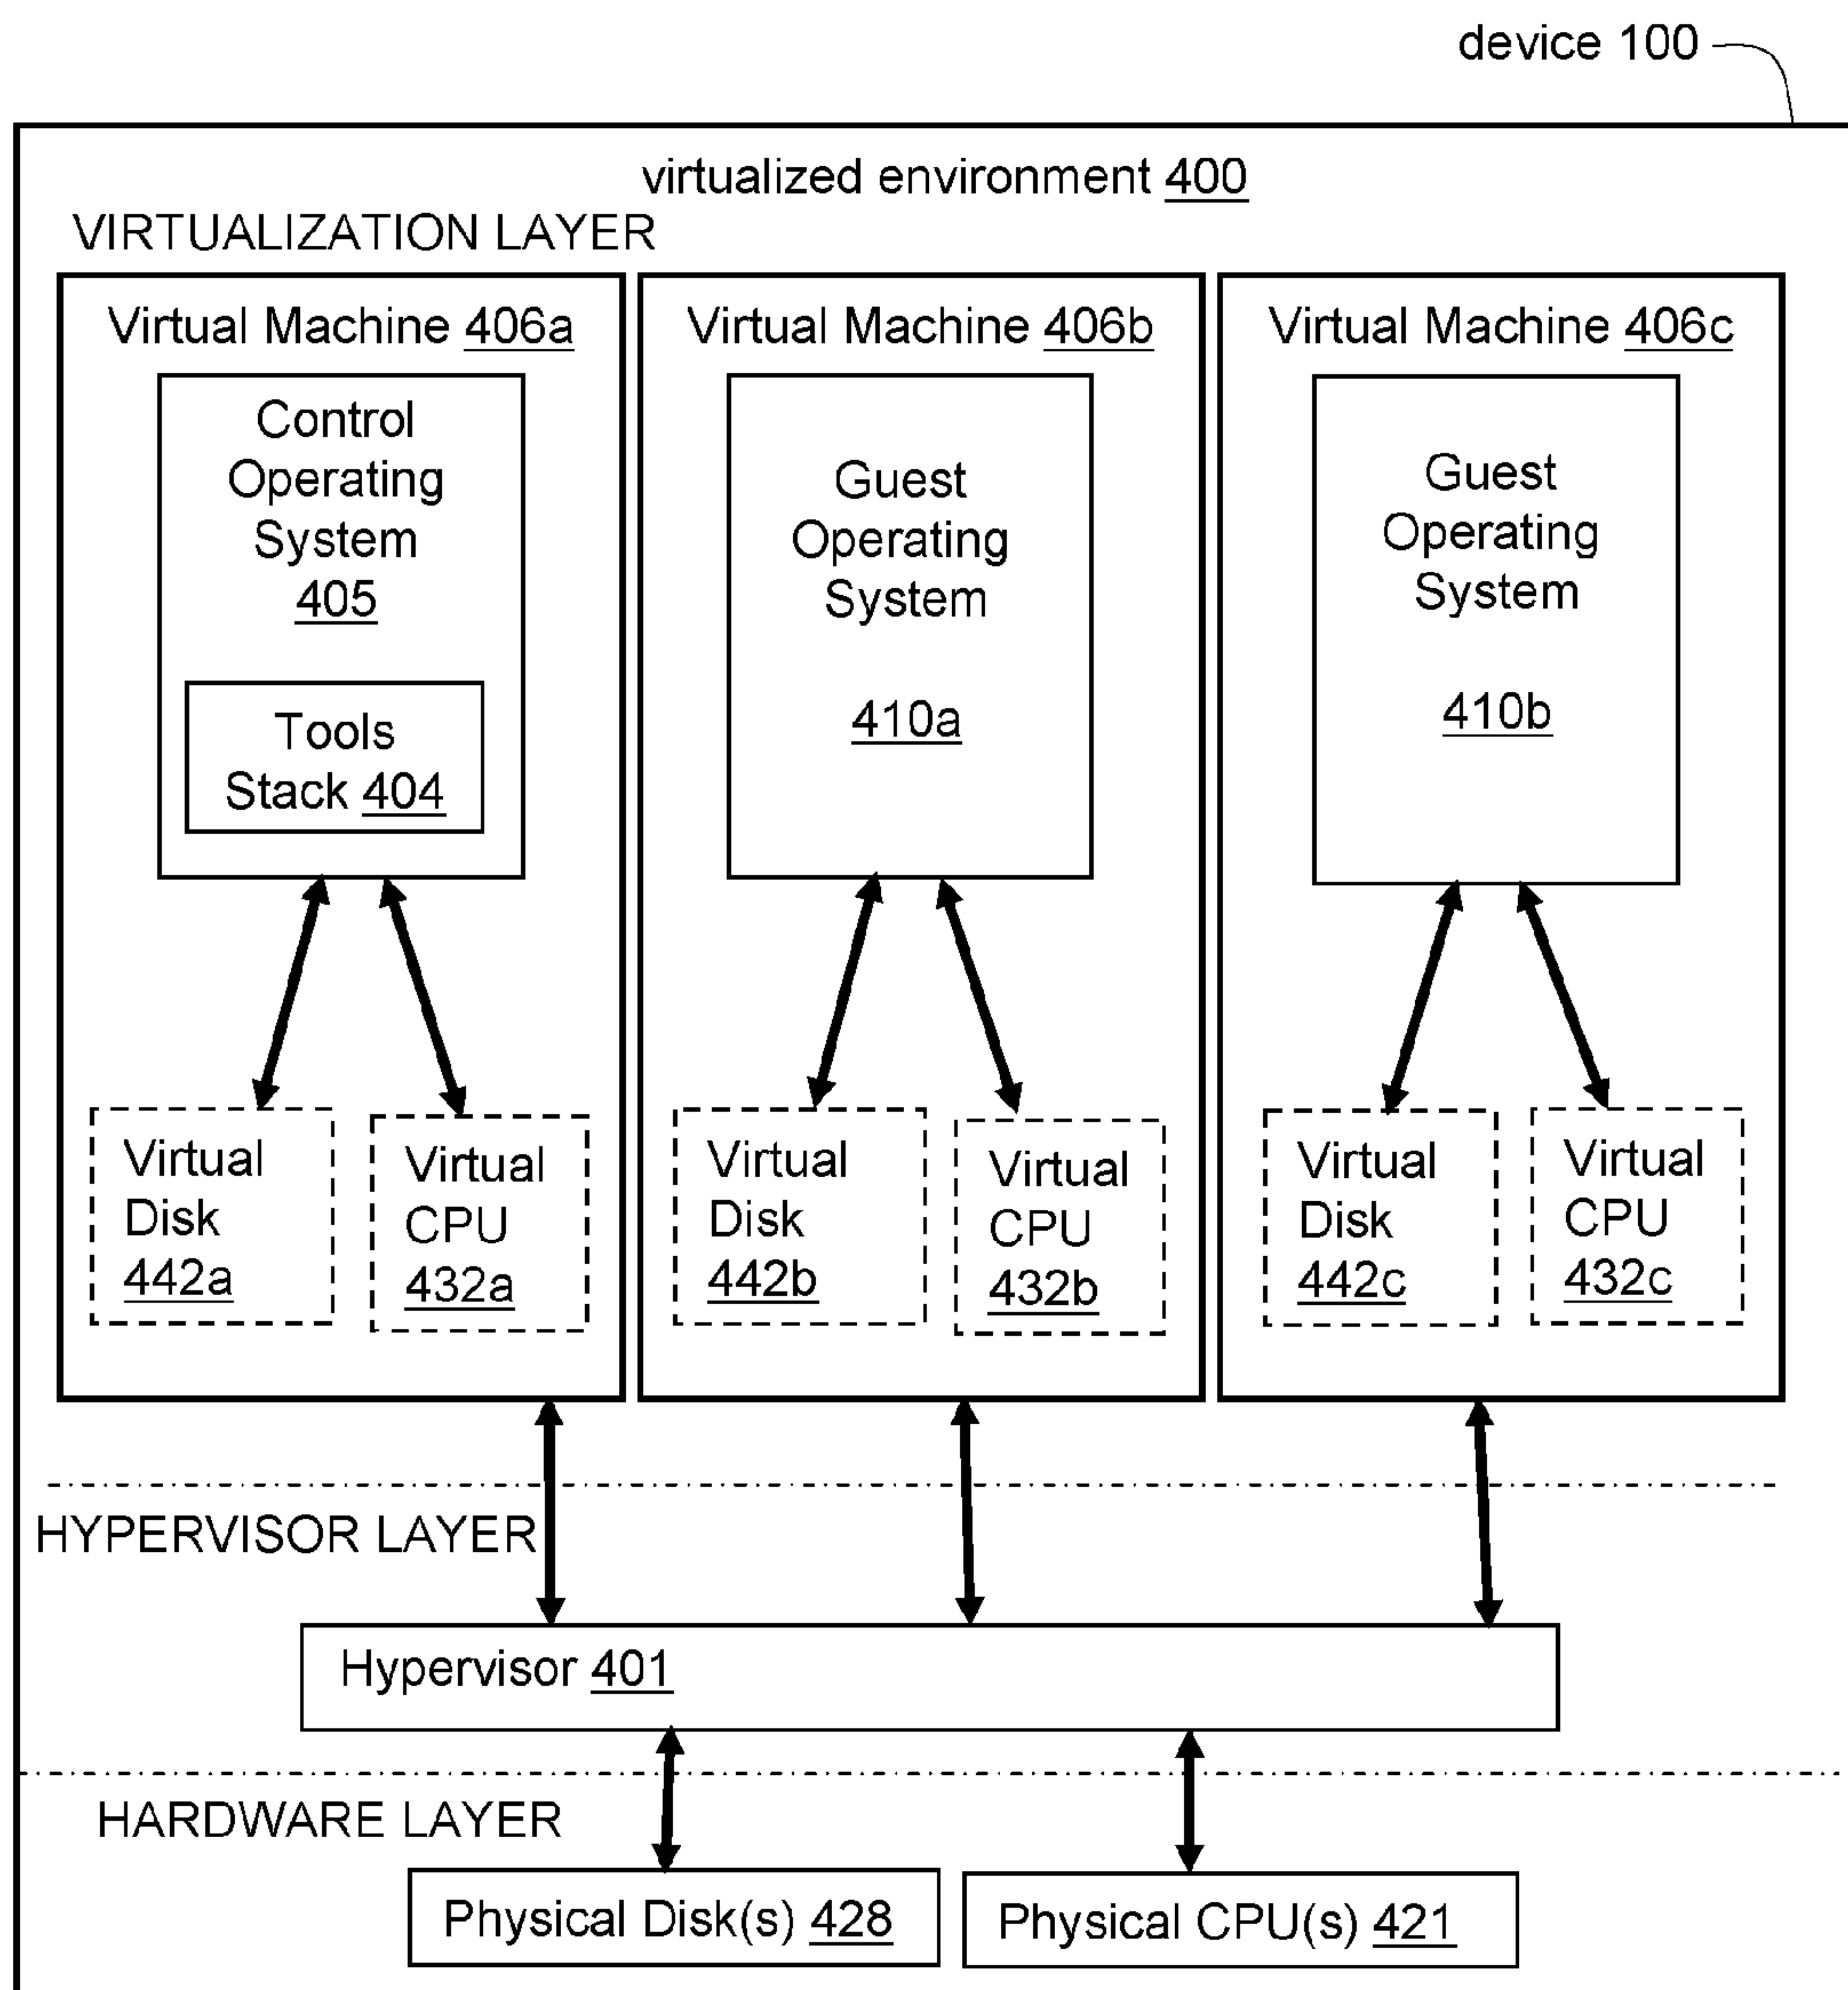 device 100
virtualized environment 400
VIRTUALIZATION LAYER
Virtual Machine 406a
Control
Operating
System
405
Tools
Stack 404
Virtual
Disk
442a
Virtual
CPU
432a
Virtual Machine 406b
Guest
Operating
System
410a
Virtual
Disk
442b
Virtual
CPU
432b
Virtual Machine 406c
Guest
Operating
System
410b
Virtual
Disk
442c
Virtual
CPU
432c
HYPERVISOR LAYER
Hypervisor 401
HARDWARE LAYER
Physical Disk(s) 428
Physical CPU(s) 421